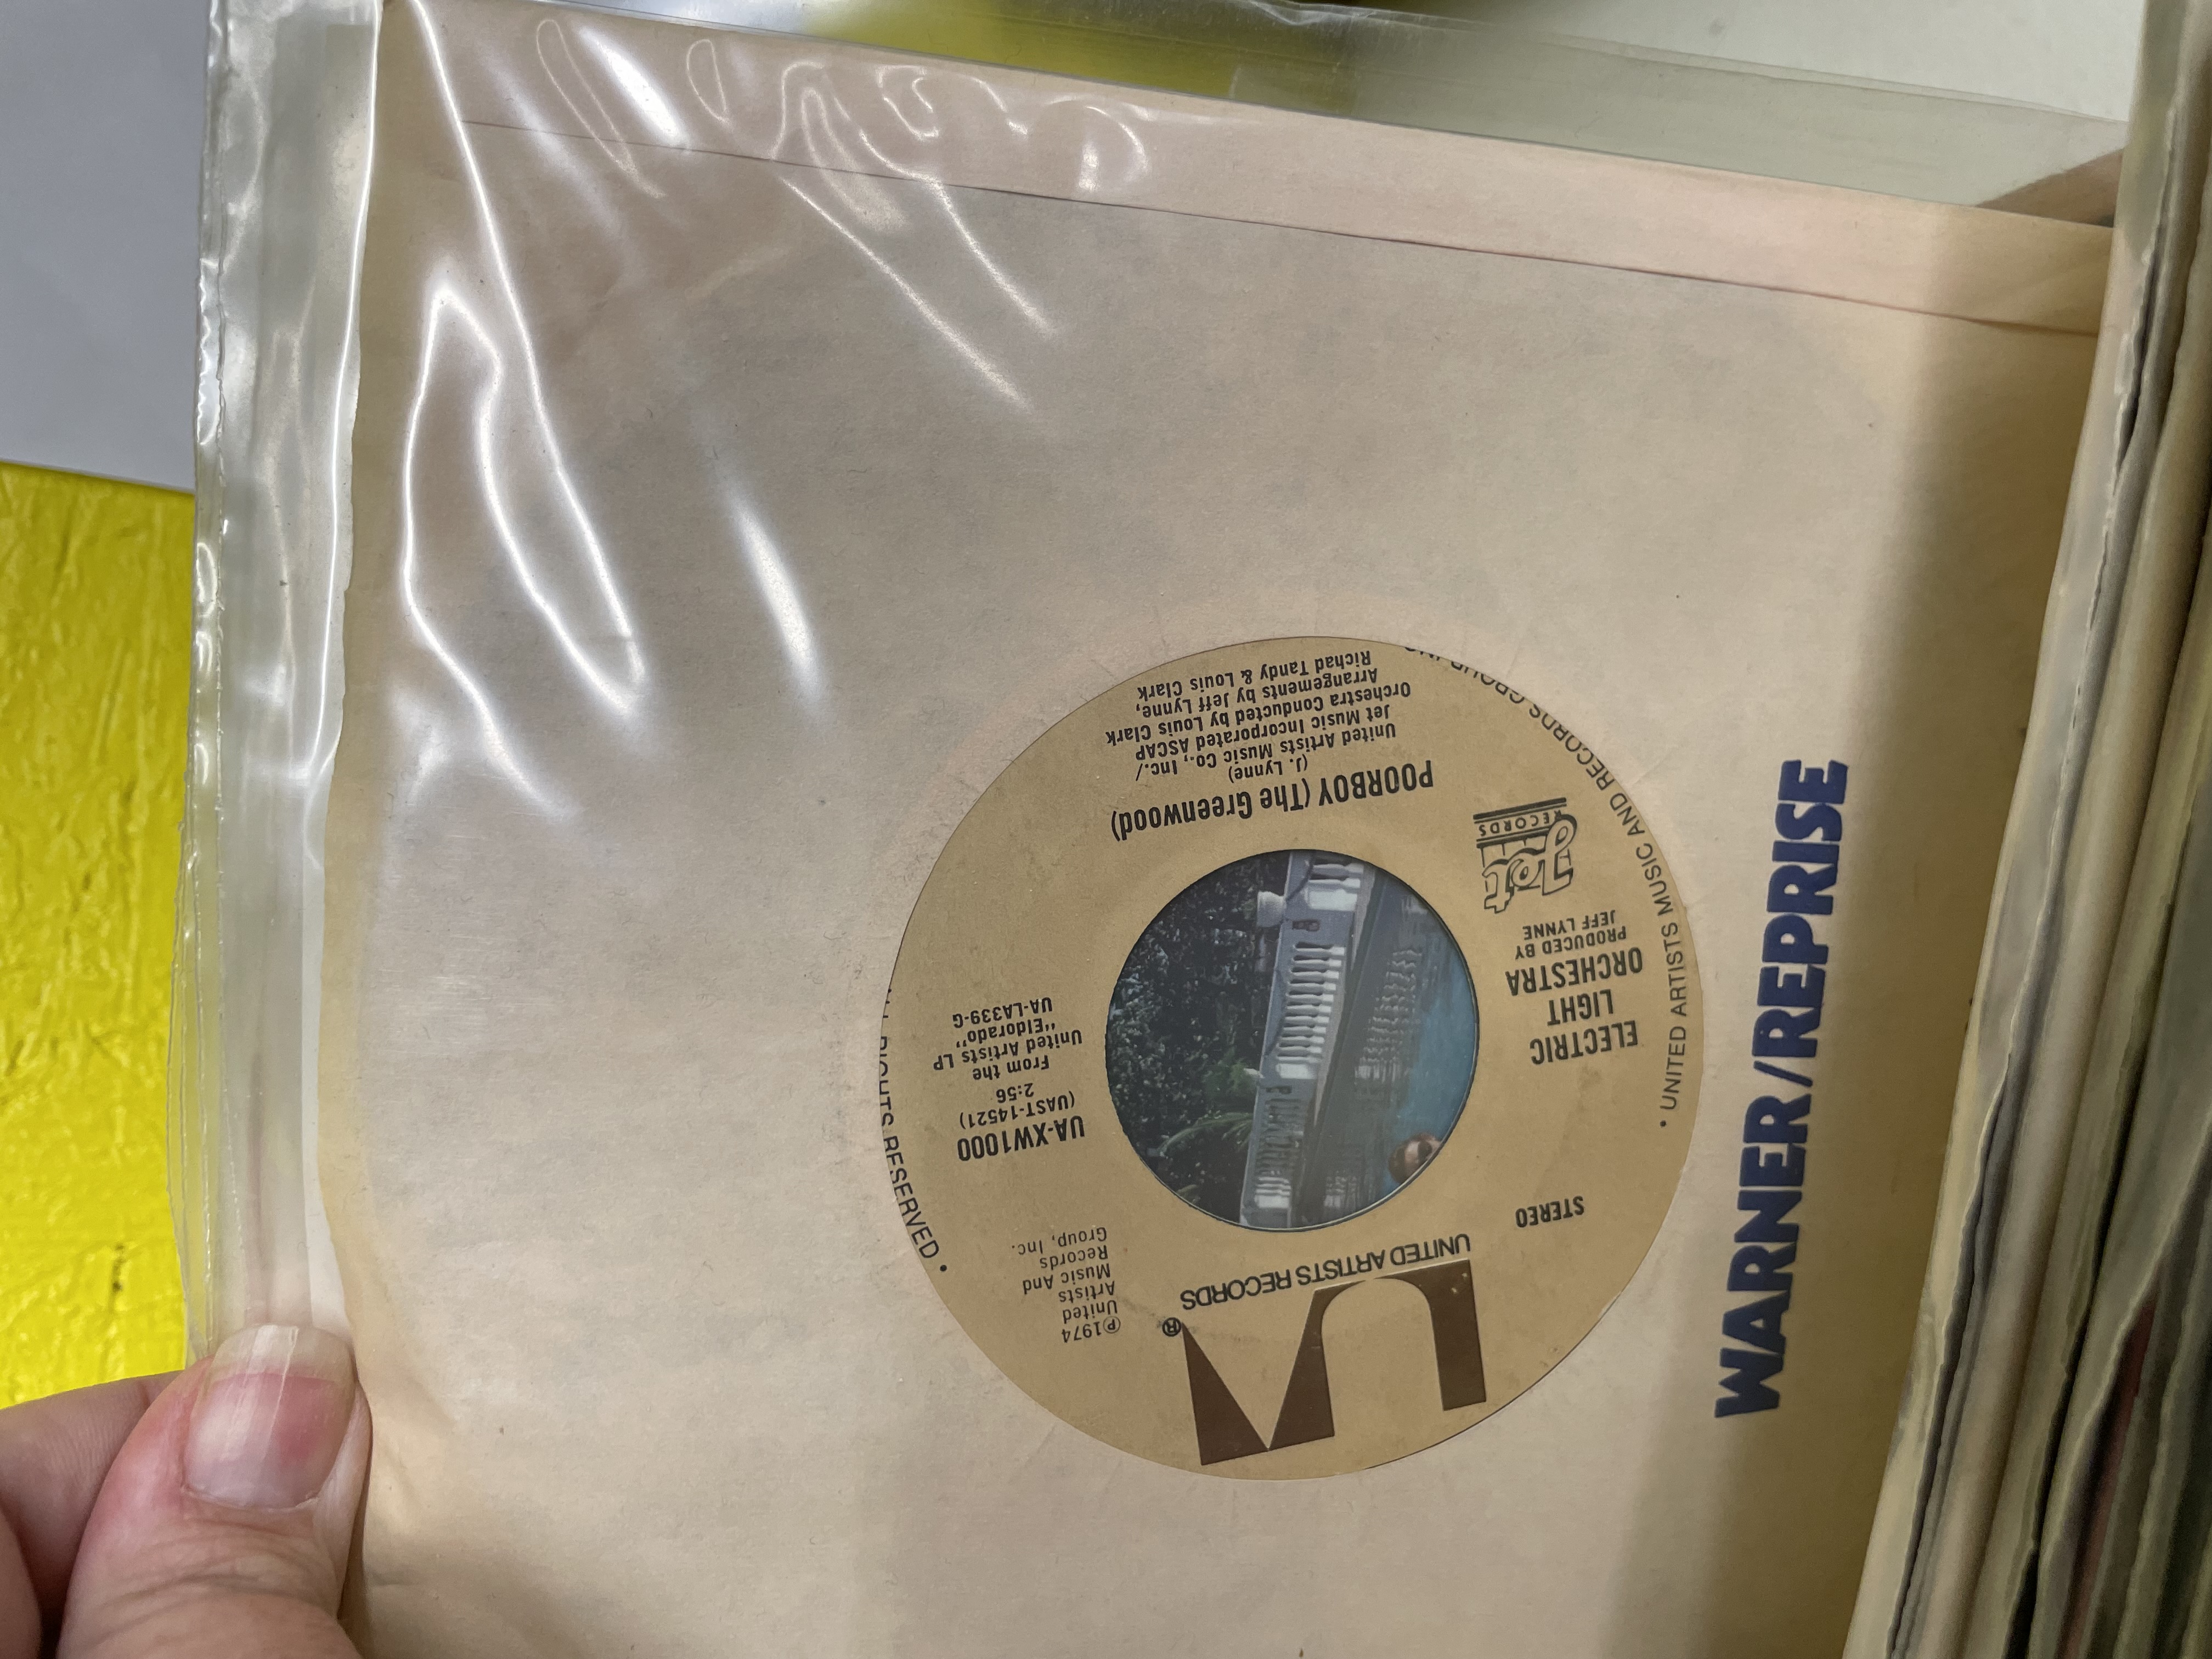 UA
®
UNITED ARTISTS RECORDS
STEREO
℗1974
United
Artists
Music And
Records
Group, Inc.
ELECTRIC
LIGHT
ORCHESTRA
PRODUCED BY
JEFF LYNNE
Jet
RECORDS
UA-XW1000
(UAST-14521)
2:56
From the
United Artists LP
"Eldorado"
UA-LA339-G
POORBOY (The Greenwood)
(J. Lynne)
United Artists Music Co., Inc./
Jet Music Incorporated ASCAP
Orchestra Conducted by Louis Clark
Arrangements by Jeff Lynne,
Richad Tandy & Louis Clark
• UNITED ARTISTS MUSIC AND RECORDS GROUP, INC.
RIGHTS RESERVED •
WARNER/REPRISE